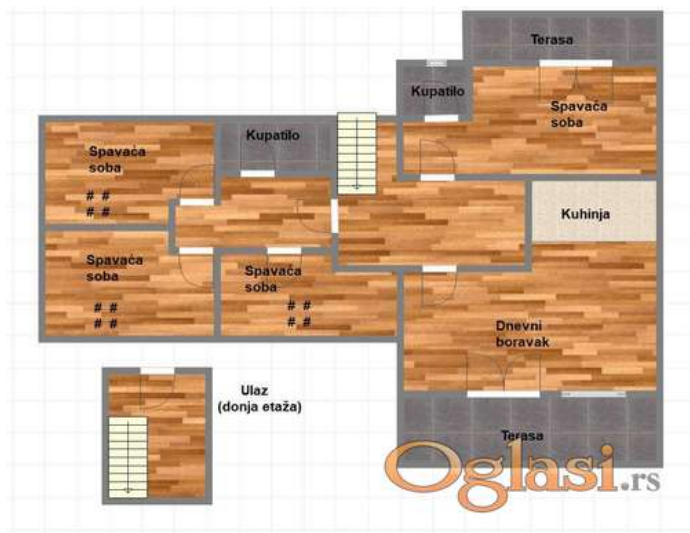 Terasa
Kupatilo
Spavaća
soba
Kupatilo
Spavaća
soba
# #
# #
Kuhinja
Spavaća
soba
# #
# #
Spavaća
soba
# #
# #
Dnevni
boravak
Ulaz
(donja etaža)
Terasa
Oglasi.rs